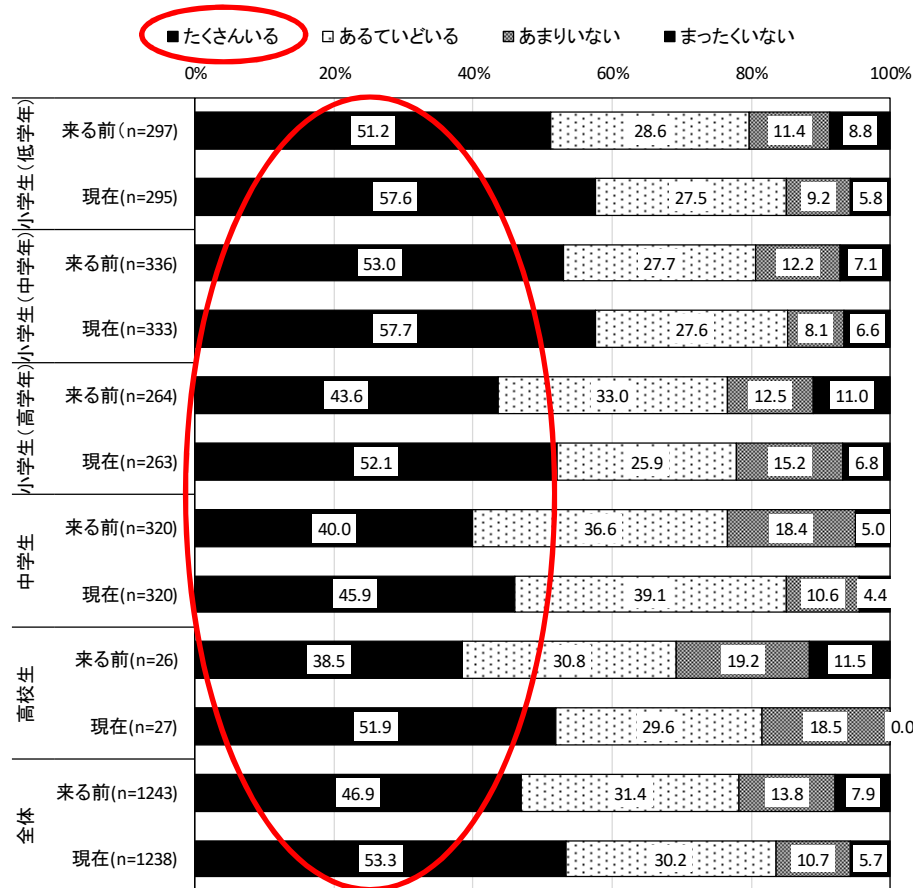 ■たくさんいる □あるていどいる ■あまりいない ■まったくいない
0% 20% 40% 60% 80% 100%
小学生(低学年)
来る前(n=297) 51.2 28.6 11.4 8.8
現在(n=295) 57.6 27.5 9.2 5.8
小学生(中学年)
来る前(n=336) 53.0 27.7 12.2 7.1
現在(n=333) 57.7 27.6 8.1 6.6
小学生(高学年)
来る前(n=264) 43.6 33.0 12.5 11.0
現在(n=263) 52.1 25.9 15.2 6.8
中学生
来る前(n=320) 40.0 36.6 18.4 5.0
現在(n=320) 45.9 39.1 10.6 4.4
高校生
来る前(n=26) 38.5 30.8 19.2 11.5
現在(n=27) 51.9 29.6 18.5 0.0
全体
来る前(n=1243) 46.9 31.4 13.8 7.9
現在(n=1238) 53.3 30.2 10.7 5.7